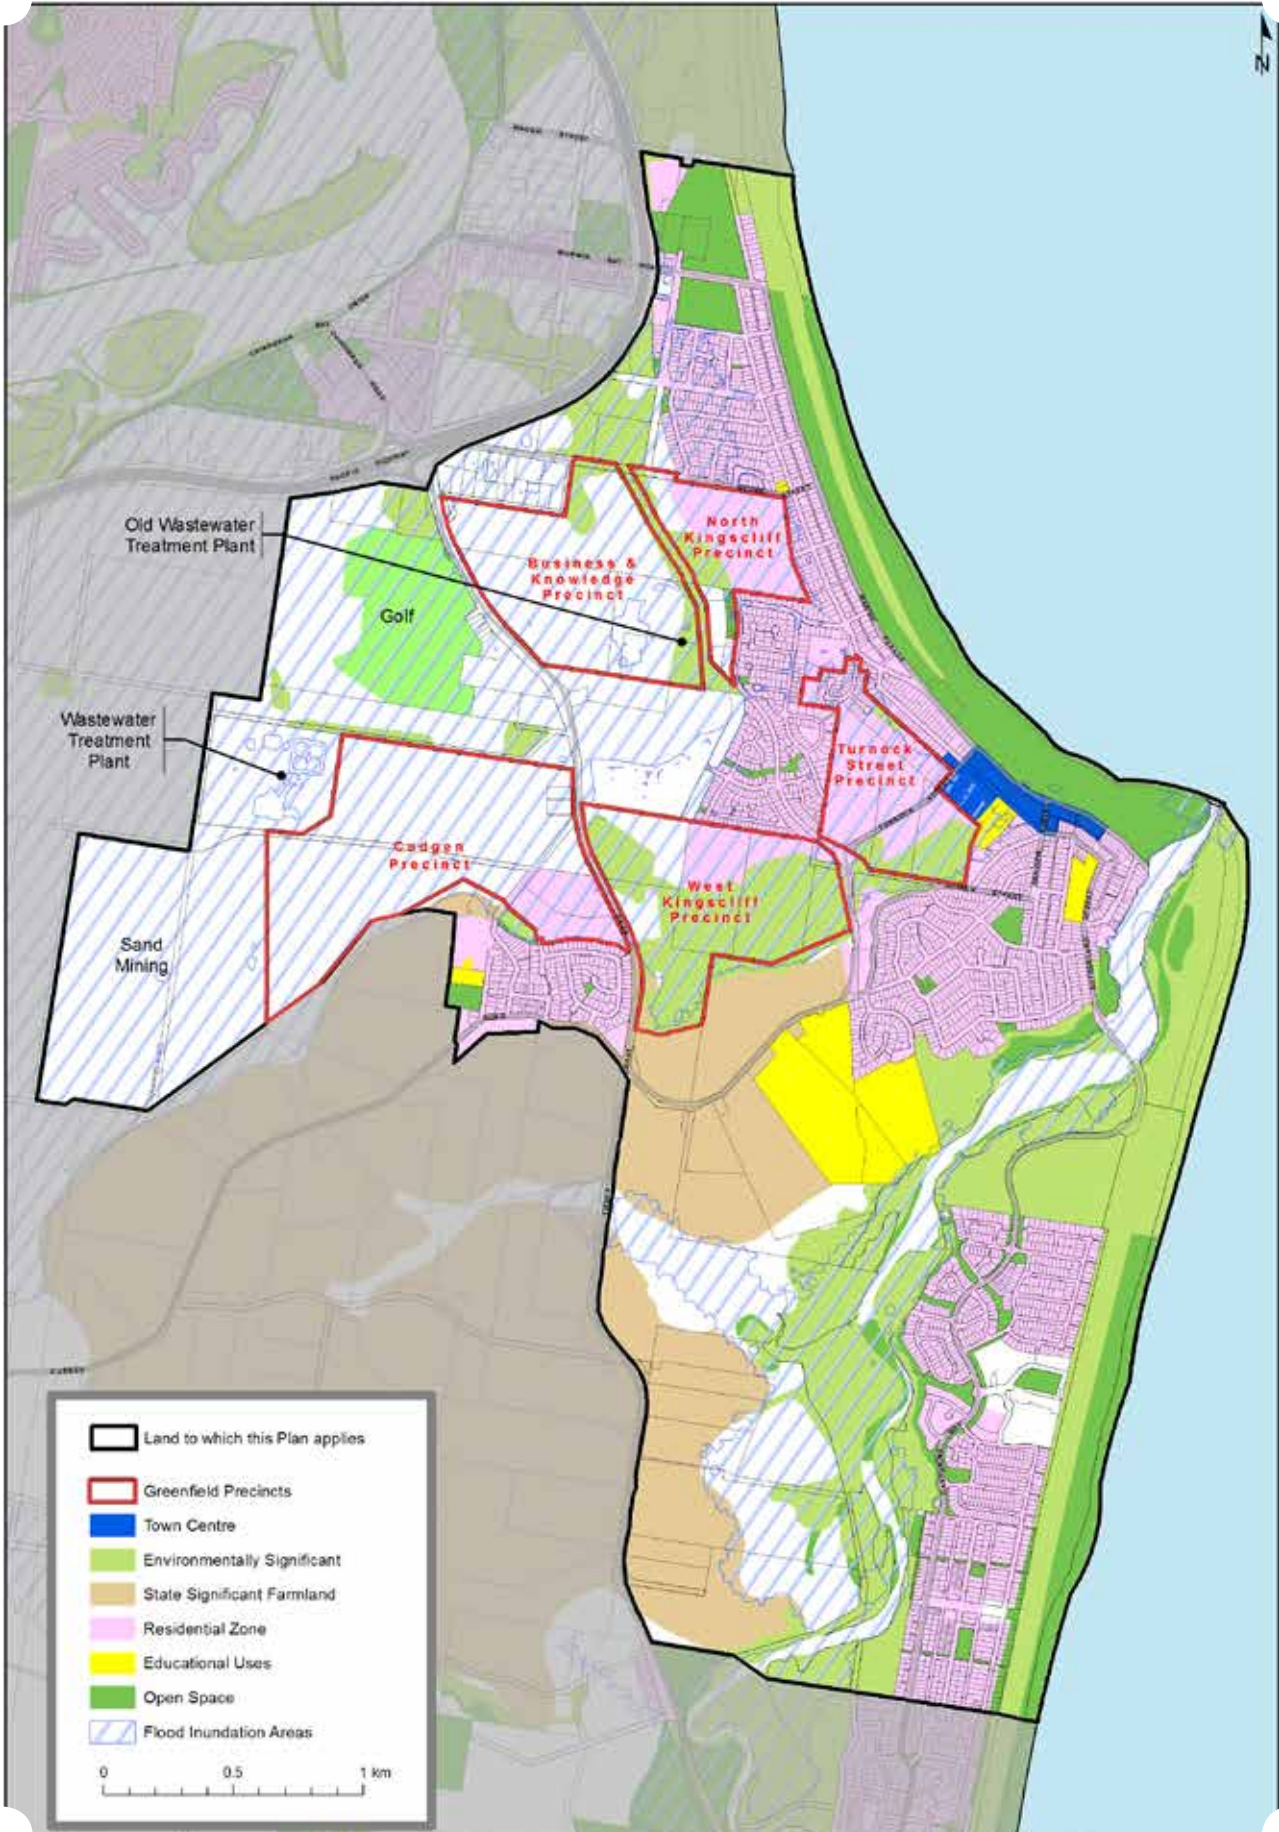 N
Old Wastewater
Treatment Plant
North
Kingscliff
Precinct
Business &
Knowledge
Precinct
Golf
Wastewater
Treatment
Plant
Turnock
Street
Precinct
Cudgen
Precinct
West
Kingscliff
Precinct
Sand
Mining
Land to which this Plan applies
Greenfield Precincts
Town Centre
Environmentally Significant
State Significant Farmland
Residential Zone
Educational Uses
Open Space
Flood Inundation Areas
0 0.5 1 km